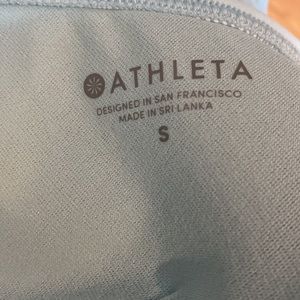 ATHLETA
DESIGNED IN SAN FRANCISCO
MADE IN SRI LANKA
S